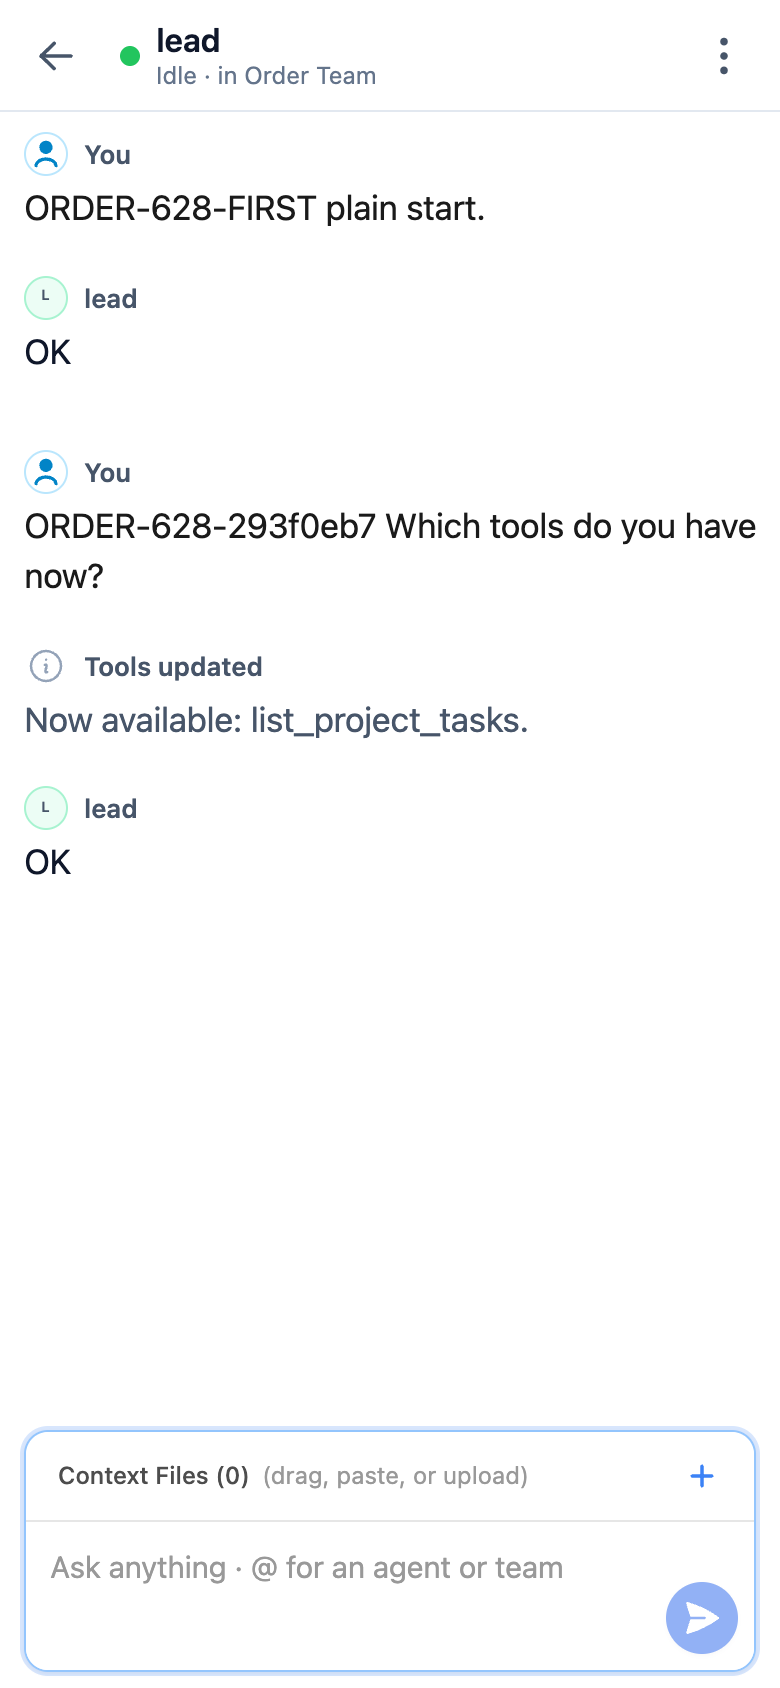 lead
Idle · in Order Team
You
ORDER-628-FIRST plain start.
L
lead
OK
You
ORDER-628-293f0eb7 Which tools do you have
now?
Tools updated
Now available: list_project_tasks.
L
lead
OK
Context Files (0) (drag, paste, or upload)
Ask anything · @ for an agent or team